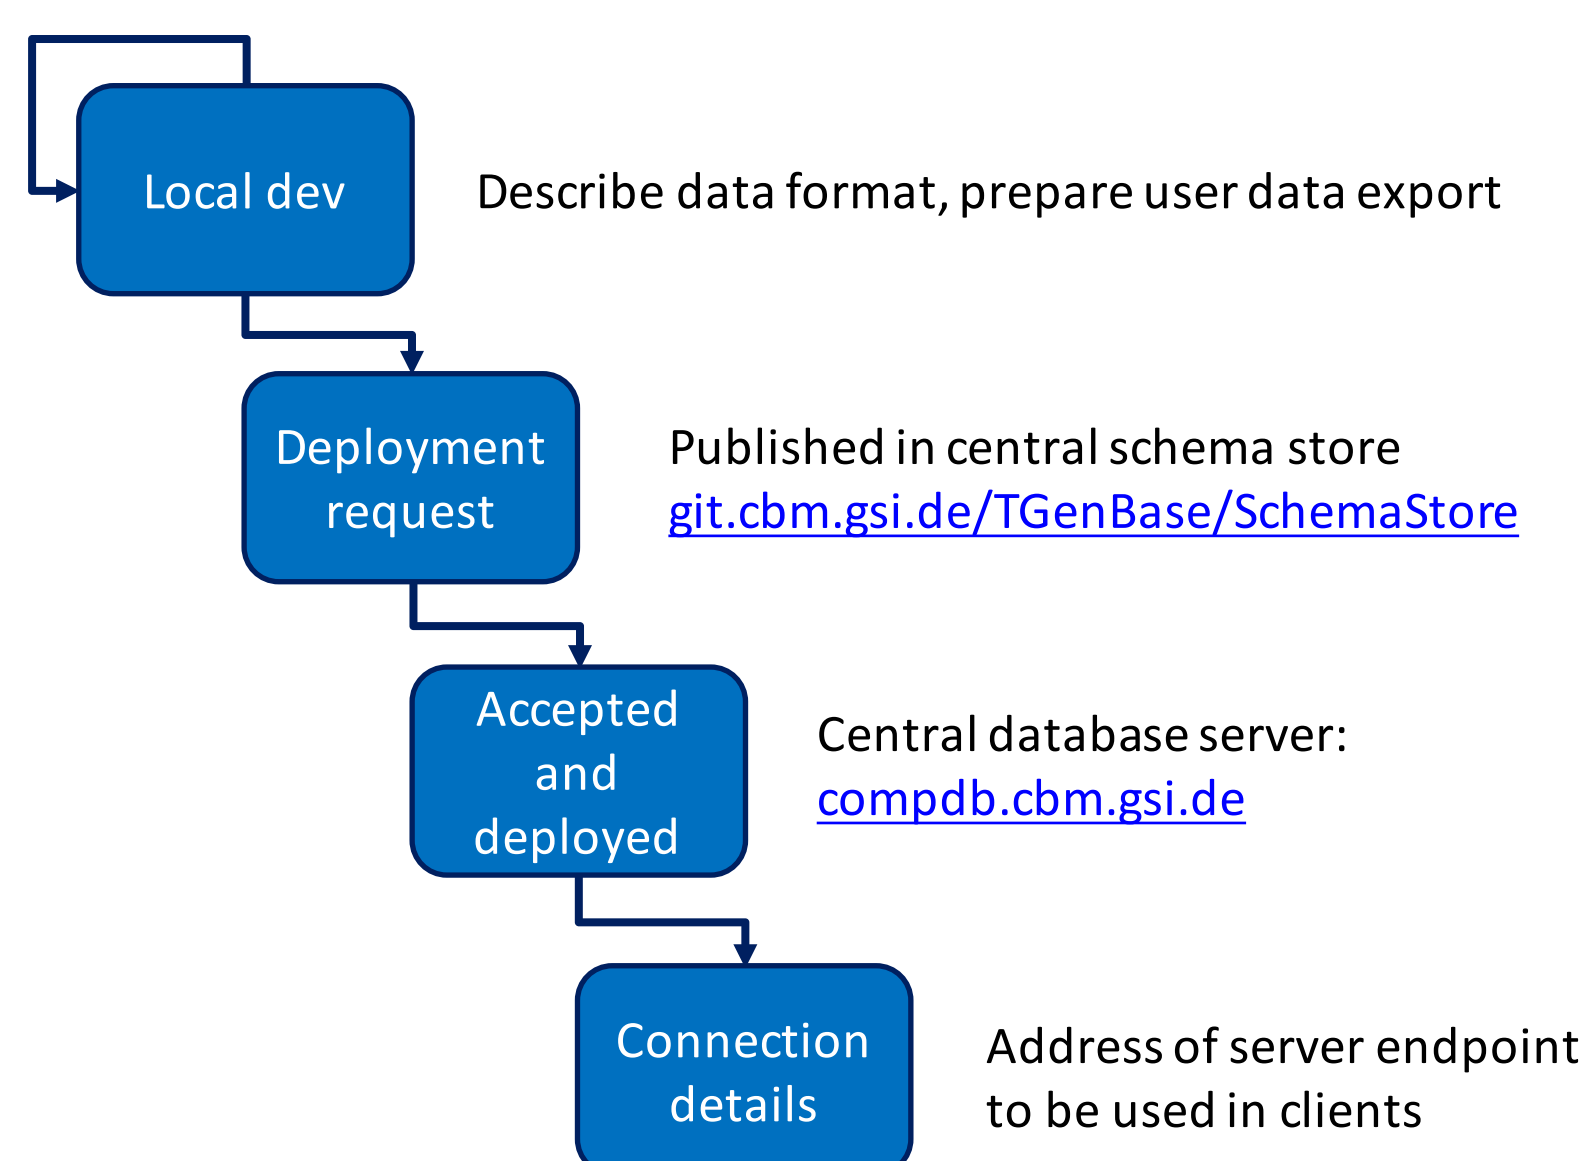 Local dev
Describe data format, prepare user data export
Deployment
request
Published in central schema store
git.cbm.gsi.de/TGenBase/SchemaStore
Accepted
and
deployed
Central database server:
compdb.cbm.gsi.de
Connection
details
Address of server endpoint
to be used in clients